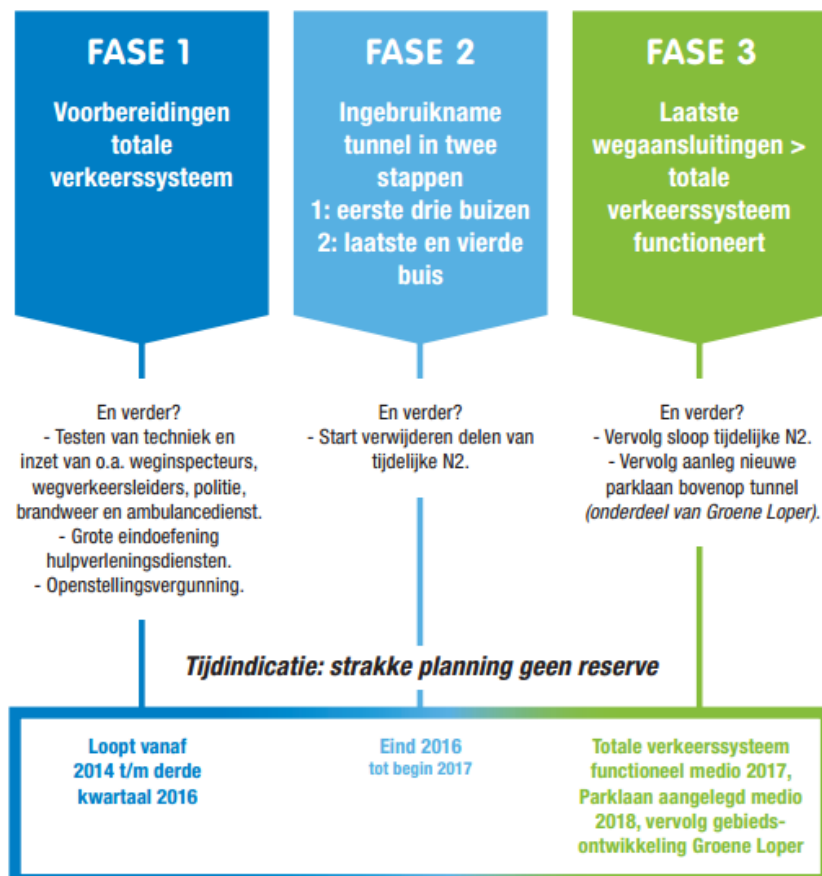 FASE 1
Voorbereidingen
totale
verkeerssysteem
En verder?
- Testen van techniek en
inzet van o.a. weginspecteurs,
wegverkeersleiders, politie,
brandweer en ambulancedienst.
- Grote eindoefening
hulpverleningsdiensten.
- Openstellingsvergunning.
FASE 2
Ingebruikname
tunnel in twee
stappen
1: eerste drie buizen
2: laatste en vierde
buis
En verder?
- Start verwijderen delen van
tijdelijke N2.
FASE 3
Laatste
wegaansluitingen >
totale
verkeerssysteem
functioneert
En verder?
- Vervolg sloop tijdelijke N2.
- Vervolg aanleg nieuwe
parklaan bovenop tunnel
(onderdeel van Groene Loper).
Tijdindicatie: strakke planning geen reserve
Loopt vanaf
2014 t/m derde
kwartaal 2016
Eind 2016
tot begin 2017
Totale verkeerssysteem
functioneel medio 2017,
Parklaan aangelegd medio
2018, vervolg gebieds-
ontwikkeling Groene Loper